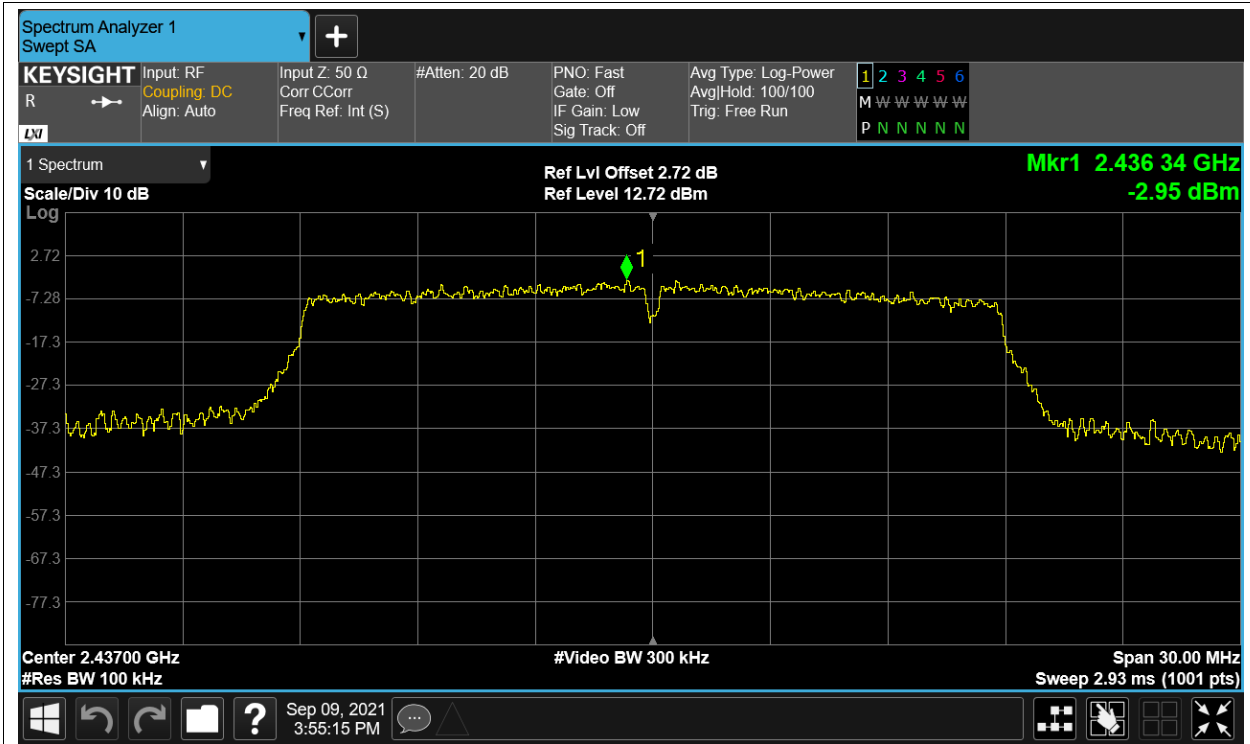 Spectrum Analyzer 1
Swept SA
KEYSIGHT
R
LXI
Input: RF
Coupling: DC
Align: Auto
Input Z: 50 Ω
Corr CCorr
Freq Ref: Int (S)
#Atten: 20 dB
PNO: Fast
Gate: Off
IF Gain: Low
Sig Track: Off
Avg Type: Log-Power
Avg|Hold: 100/100
Trig: Free Run
1 2 3 4 5 6
M W W W W W
P N N N N N
1 Spectrum
Scale/Div 10 dB
Log
Ref Lvl Offset 2.72 dB
Ref Level 12.72 dBm
Mkr1 2.436 34 GHz
-2.95 dBm
1
2.72
-7.28
-17.3
-27.3
-37.3
-47.3
-57.3
-67.3
-77.3
Center 2.43700 GHz
#Res BW 100 kHz
#Video BW 300 kHz
Span 30.00 MHz
Sweep 2.93 ms (1001 pts)
?
Sep 09, 2021
3:55:15 PM